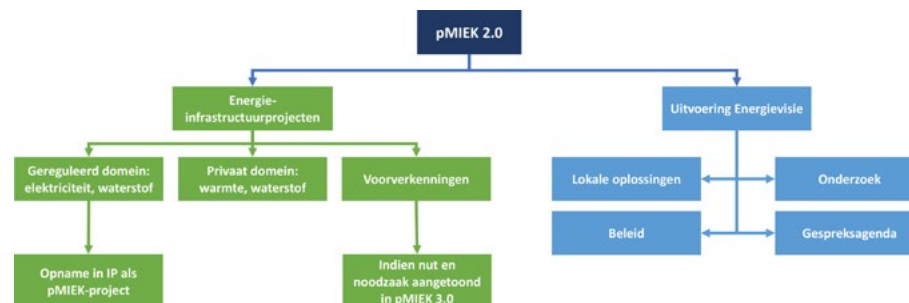 pMIEK 2.0
Energie-
infrastructuurprojecten
Uitvoering Energievisie
Gereguleerd domein:
elektriciteit, waterstof
Privaat domein:
warmte, waterstof
Voorverkenningen
Lokale oplossingen
Onderzoek
Beleid
Gespreksagenda
Opname in IP als
pMIEK-project
Indien nut en
noodzaak aangetoond
in pMIEK 3.0